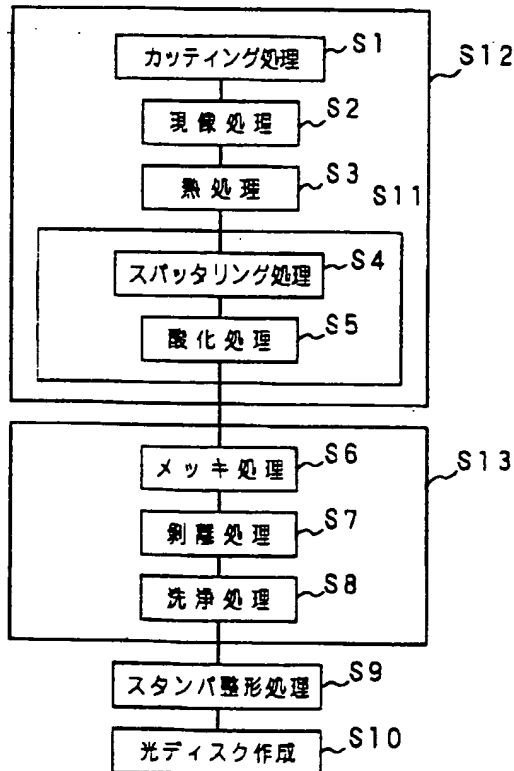 カッティング処理 S1
S12
現像処理 S2
熱処理 S3
S11
スパッタリング処理 S4
酸化処理 S5
メッキ処理 S6
S13
剥離処理 S7
洗浄処理 S8
スタンパ整形処理 S9
光ディスク作成 S10